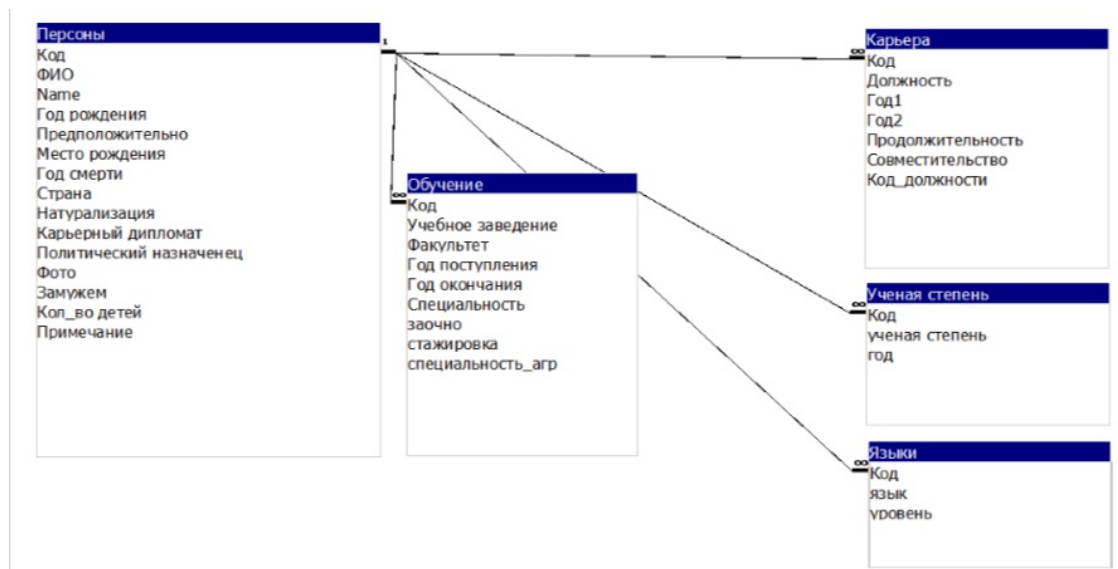 Персоны
Код
ФИО
Name
Год рождения
Предположительно
Место рождения
Год смерти
Страна
Натурализация
Карьерный дипломат
Политический назначенец
Фото
Замужем
Кол_во детей
Примечание
1
∞
Обучение
Код
Учебное заведение
Факультет
Год поступления
Год окончания
Специальность
заочно
стажировка
специальность_агр
∞
Карьера
Код
Должность
Год1
Год2
Продолжительность
Совместительство
Код_должности
∞
Ученая степень
Код
ученая степень
год
∞
Языки
Код
язык
уровень